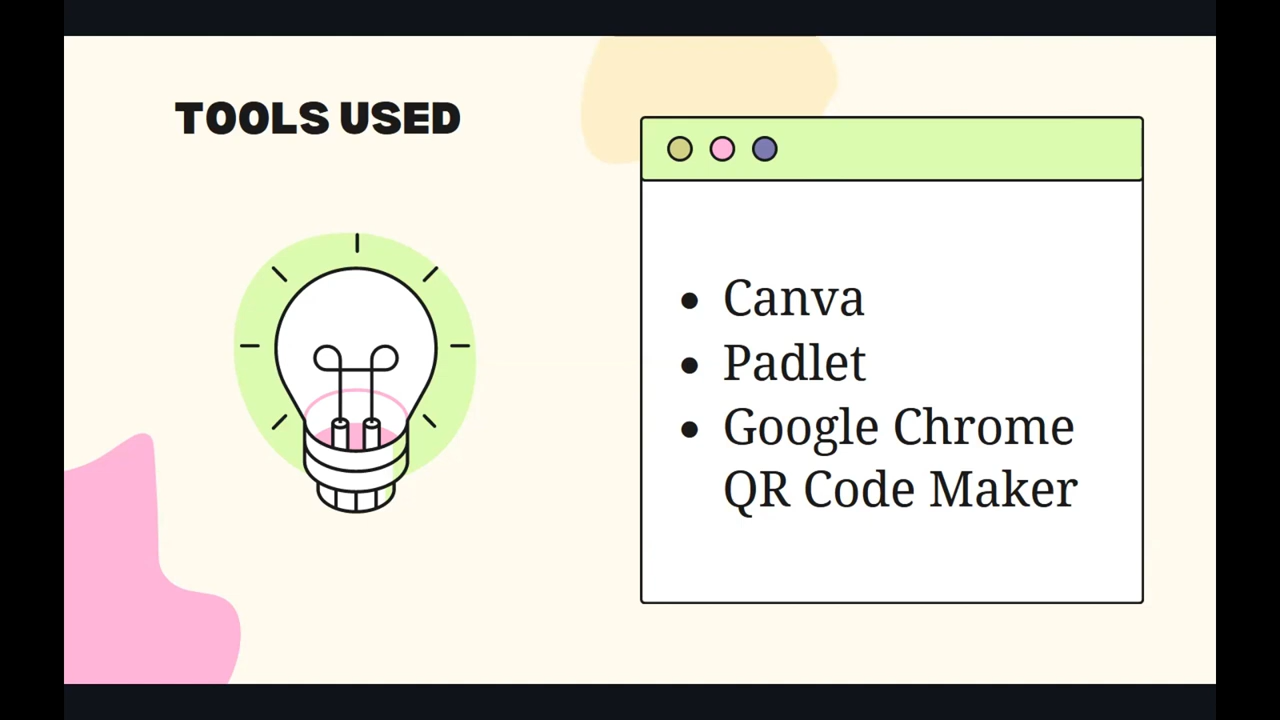 TOOLS USED
• Canva
• Padlet
• Google Chrome
QR Code Maker